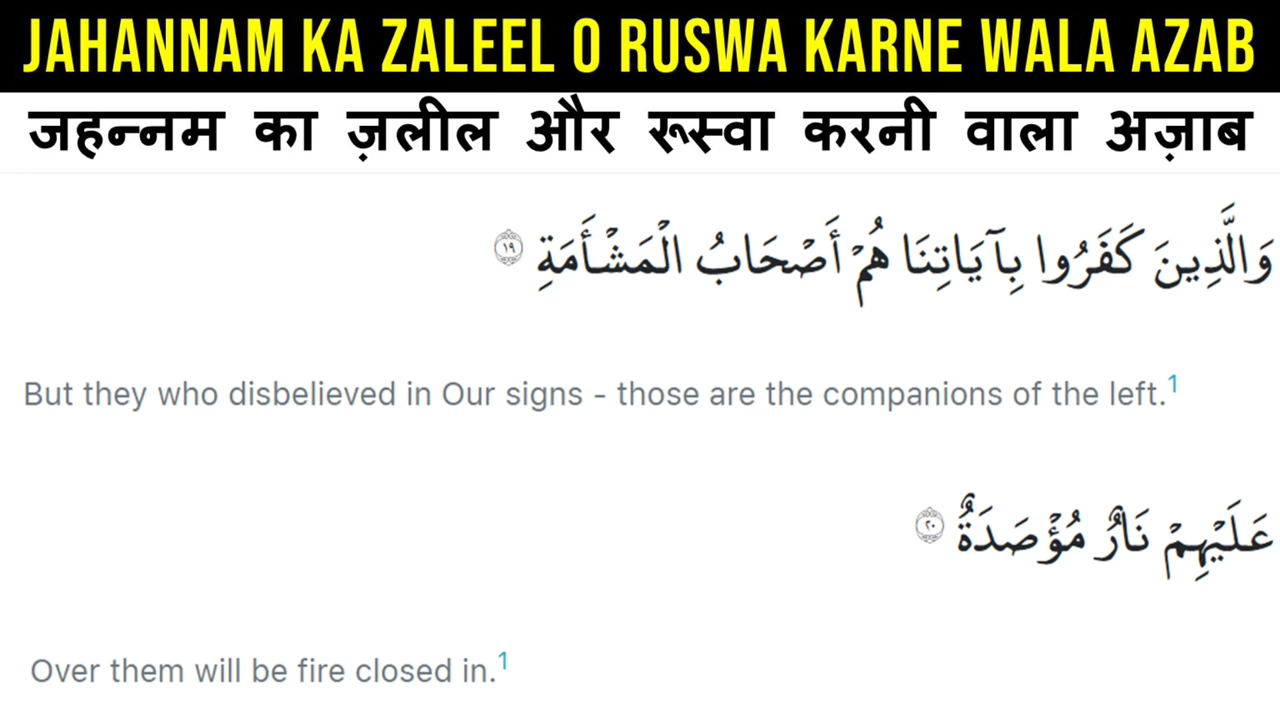 JAHANNAM KA ZALEEL O RUSWA KARNE WALA AZAB
जहन्नम का ज़लील और रूस्वा करनी वाला अज़ाब
وَالَّذِينَ كَفَرُوا بِآيَاتِنَا هُمْ أَصْحَابُ الْمَشْأَمَةِ ١٩
But they who disbelieved in Our signs - those are the companions of the left.1
عَلَيْهِمْ نَارٌ مُؤْصَدَةٌ ٢٠
Over them will be fire closed in.1